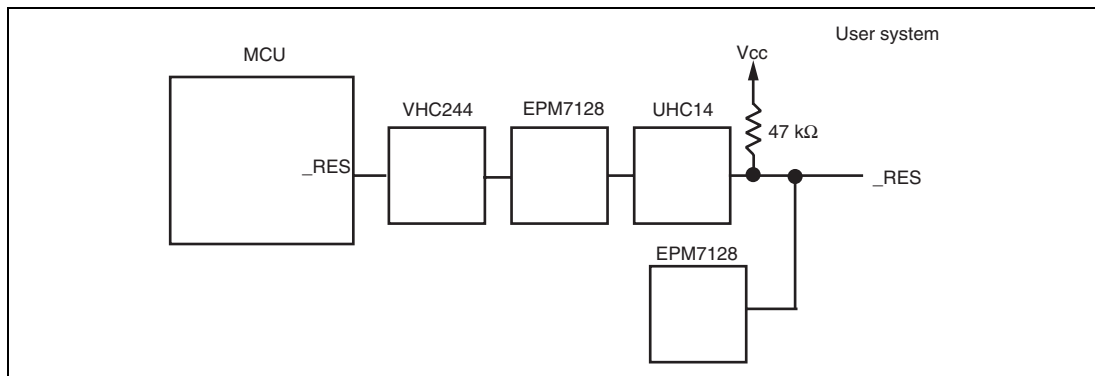 User system
MCU
Vcc
VHC244
EPM7128
UHC14
47 kΩ
_RES
_RES
EPM7128